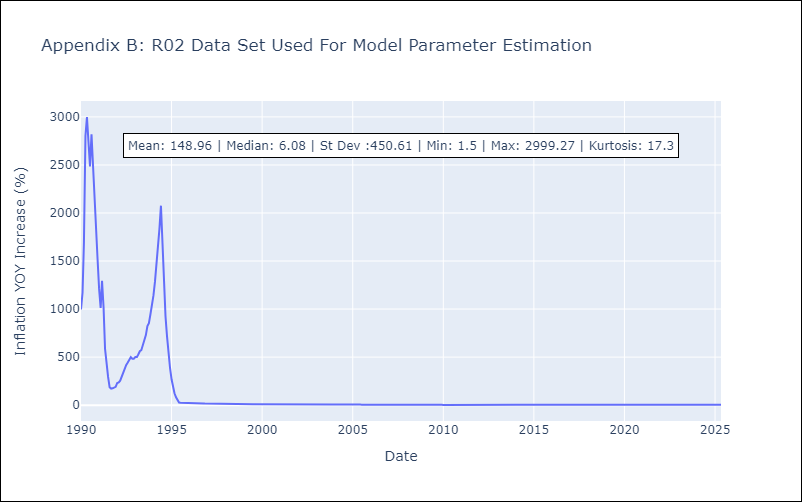 Appendix B: R02 Data Set Used For Model Parameter Estimation
3000
Mean: 148.96 | Median: 6.08 | St Dev :450.61 | Min: 1.5 | Max: 2999.27 | Kurtosis: 17.3
2500
2000
1500
1000
500
0
Inflation YOY Increase (%)
1990 1995 2000 2005 2010 2015 2020 2025
Date